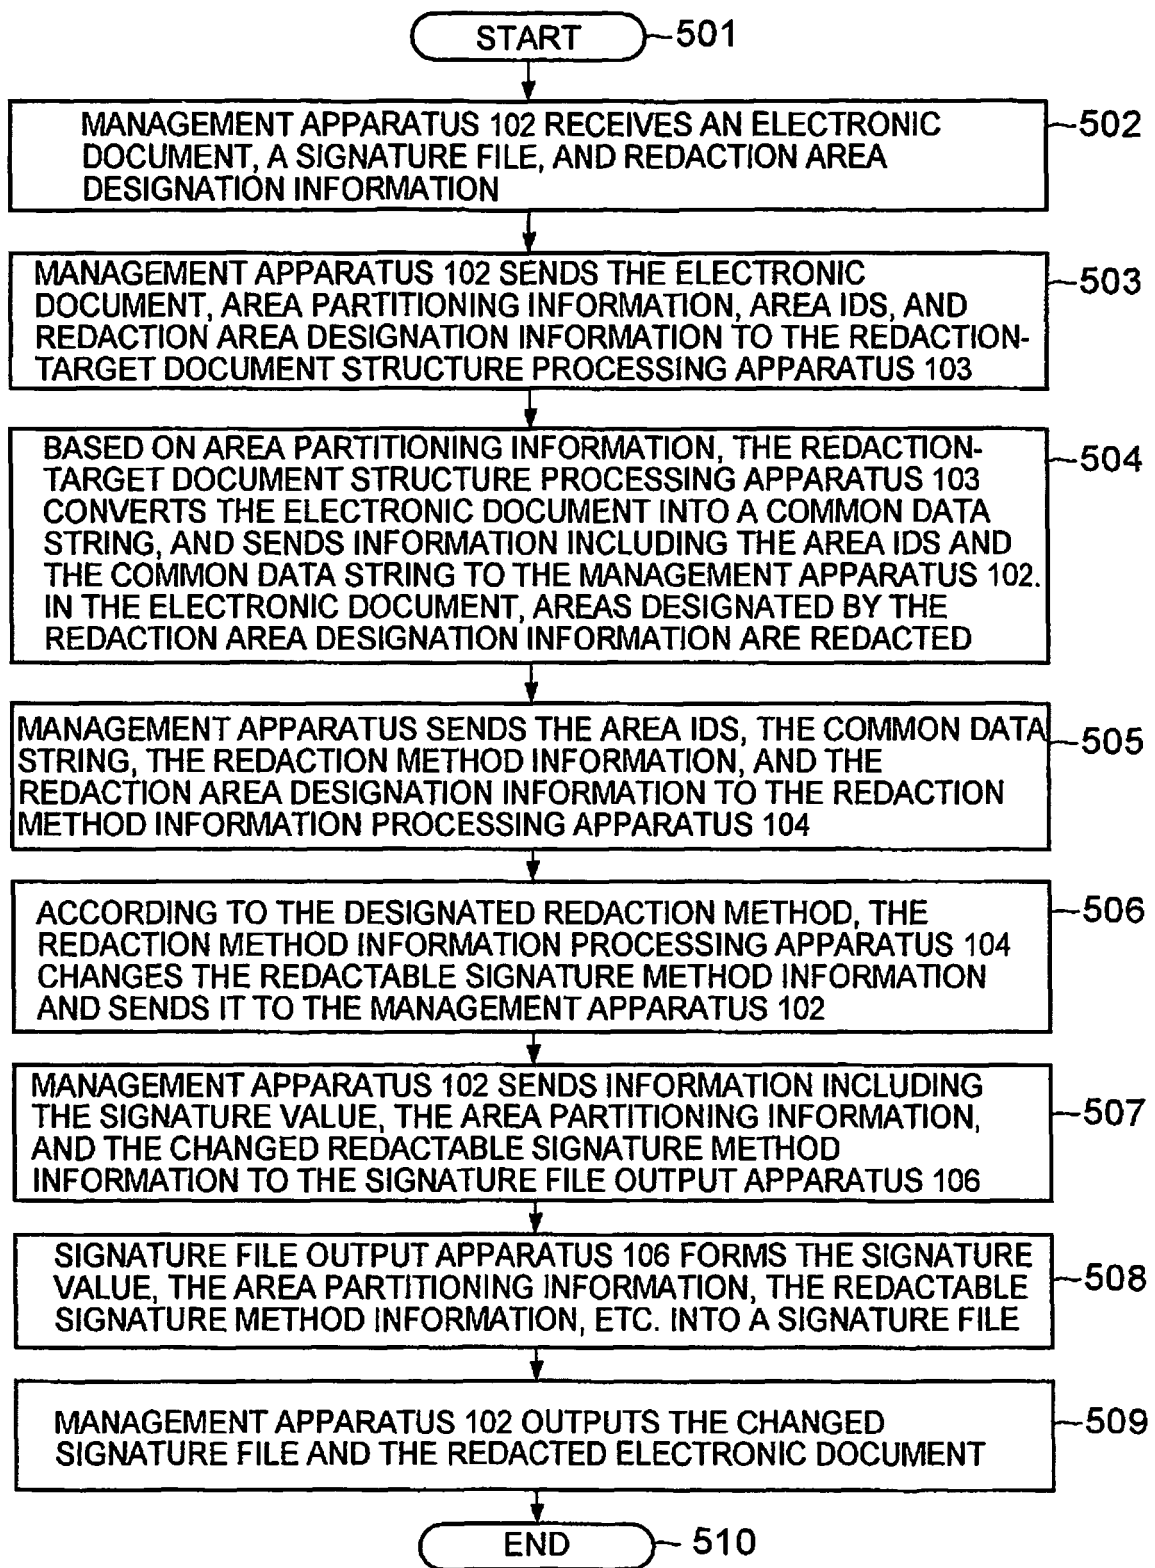 START 501
MANAGEMENT APPARATUS 102 RECEIVES AN ELECTRONIC
DOCUMENT, A SIGNATURE FILE, AND REDACTION AREA
DESIGNATION INFORMATION
502
MANAGEMENT APPARATUS 102 SENDS THE ELECTRONIC
DOCUMENT, AREA PARTITIONING INFORMATION, AREA IDS, AND
REDACTION AREA DESIGNATION INFORMATION TO THE REDACTION-
TARGET DOCUMENT STRUCTURE PROCESSING APPARATUS 103
503
BASED ON AREA PARTITIONING INFORMATION, THE REDACTION-
TARGET DOCUMENT STRUCTURE PROCESSING APPARATUS 103
CONVERTS THE ELECTRONIC DOCUMENT INTO A COMMON DATA
STRING, AND SENDS INFORMATION INCLUDING THE AREA IDS AND
THE COMMON DATA STRING TO THE MANAGEMENT APPARATUS 102.
IN THE ELECTRONIC DOCUMENT, AREAS DESIGNATED BY THE
REDACTION AREA DESIGNATION INFORMATION ARE REDACTED
504
MANAGEMENT APPARATUS SENDS THE AREA IDS, THE COMMON DATA
STRING, THE REDACTION METHOD INFORMATION, AND THE
REDACTION AREA DESIGNATION INFORMATION TO THE REDACTION
METHOD INFORMATION PROCESSING APPARATUS 104
505
ACCORDING TO THE DESIGNATED REDACTION METHOD, THE
REDACTION METHOD INFORMATION PROCESSING APPARATUS 104
CHANGES THE REDACTABLE SIGNATURE METHOD INFORMATION
AND SENDS IT TO THE MANAGEMENT APPARATUS 102
506
MANAGEMENT APPARATUS 102 SENDS INFORMATION INCLUDING
THE SIGNATURE VALUE, THE AREA PARTITIONING INFORMATION,
AND THE CHANGED REDACTABLE SIGNATURE METHOD
INFORMATION TO THE SIGNATURE FILE OUTPUT APPARATUS 106
507
SIGNATURE FILE OUTPUT APPARATUS 106 FORMS THE SIGNATURE
VALUE, THE AREA PARTITIONING INFORMATION, THE REDACTABLE
SIGNATURE METHOD INFORMATION, ETC. INTO A SIGNATURE FILE
508
MANAGEMENT APPARATUS 102 OUTPUTS THE CHANGED
SIGNATURE FILE AND THE REDACTED ELECTRONIC DOCUMENT
509
END 510